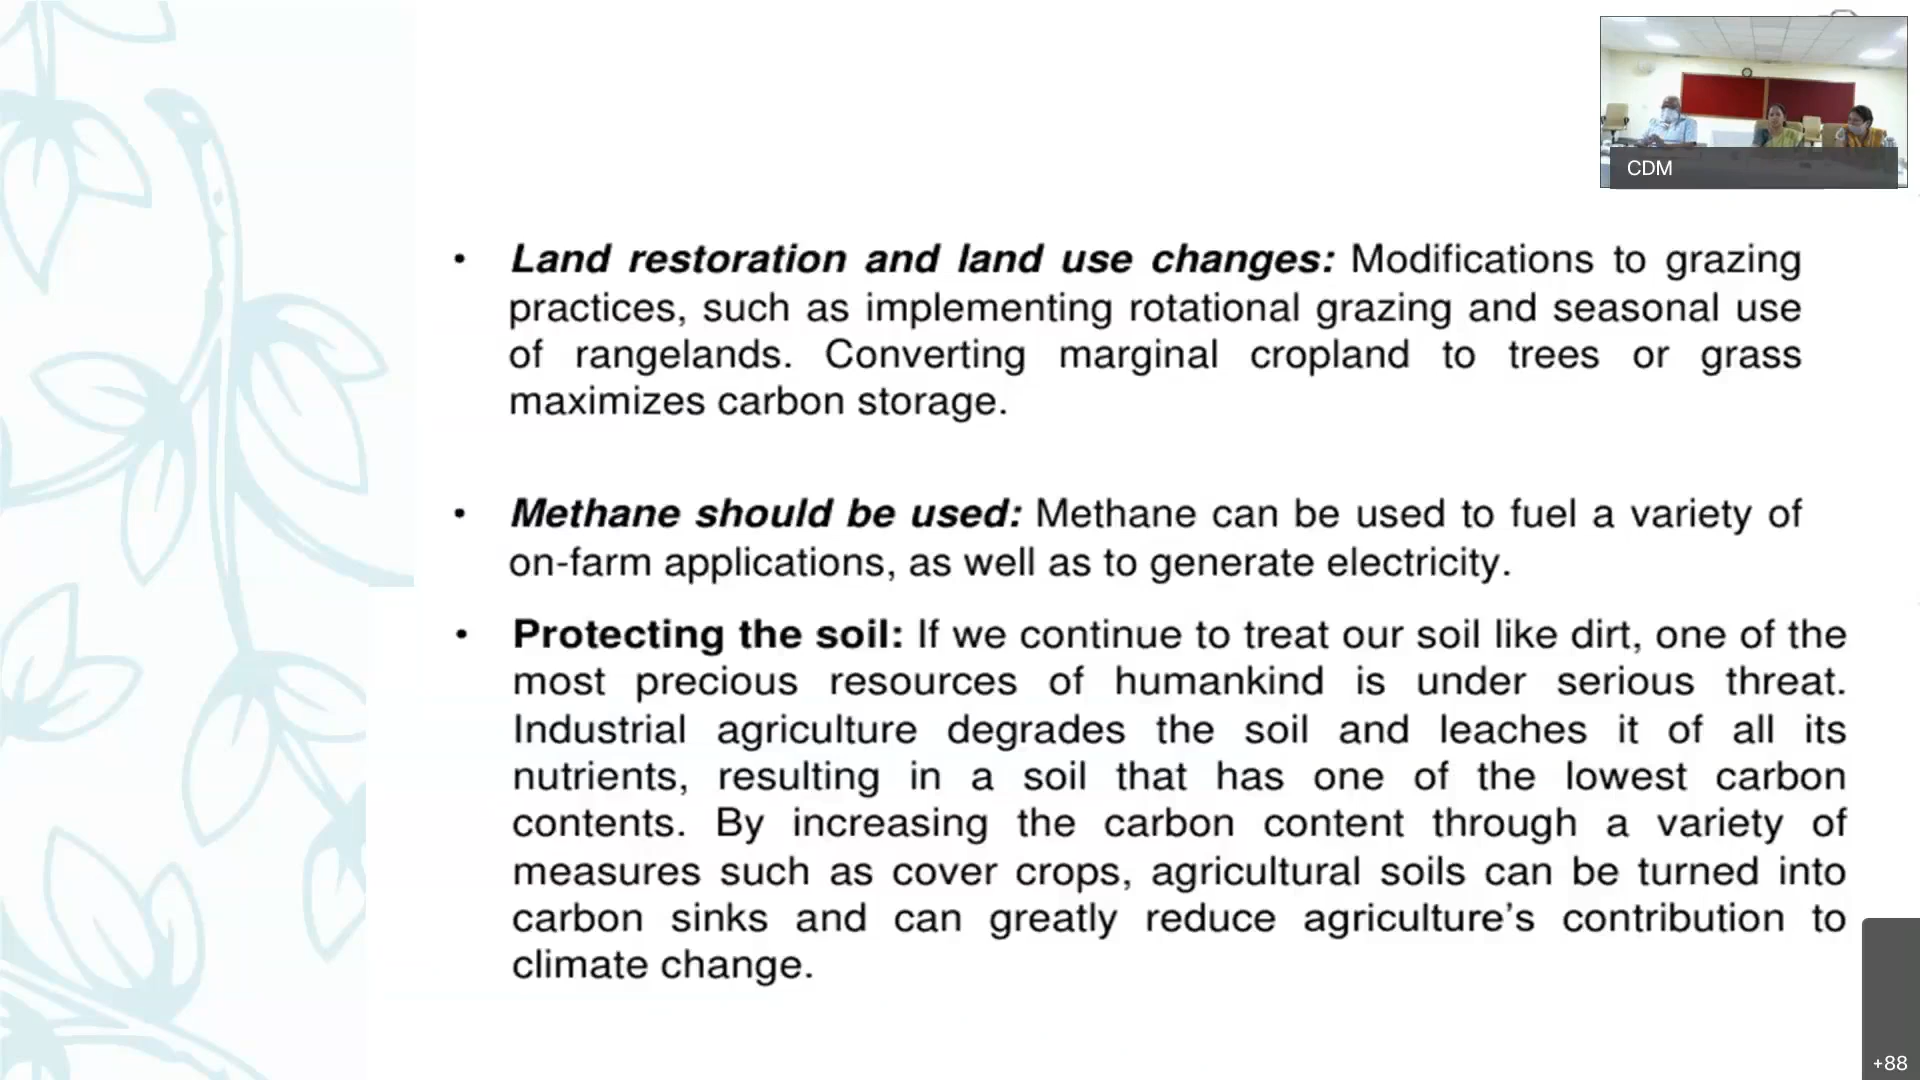 CDM
• Land restoration and land use changes: Modifications to grazing
practices, such as implementing rotational grazing and seasonal use
of rangelands. Converting marginal cropland to trees or grass
maximizes carbon storage.
• Methane should be used: Methane can be used to fuel a variety of
on-farm applications, as well as to generate electricity.
• Protecting the soil: If we continue to treat our soil like dirt, one of the
most precious resources of humankind is under serious threat.
Industrial agriculture degrades the soil and leaches it of all its
nutrients, resulting in a soil that has one of the lowest carbon
contents. By increasing the carbon content through a variety of
measures such as cover crops, agricultural soils can be turned into
carbon sinks and can greatly reduce agriculture’s contribution to
climate change.
+88